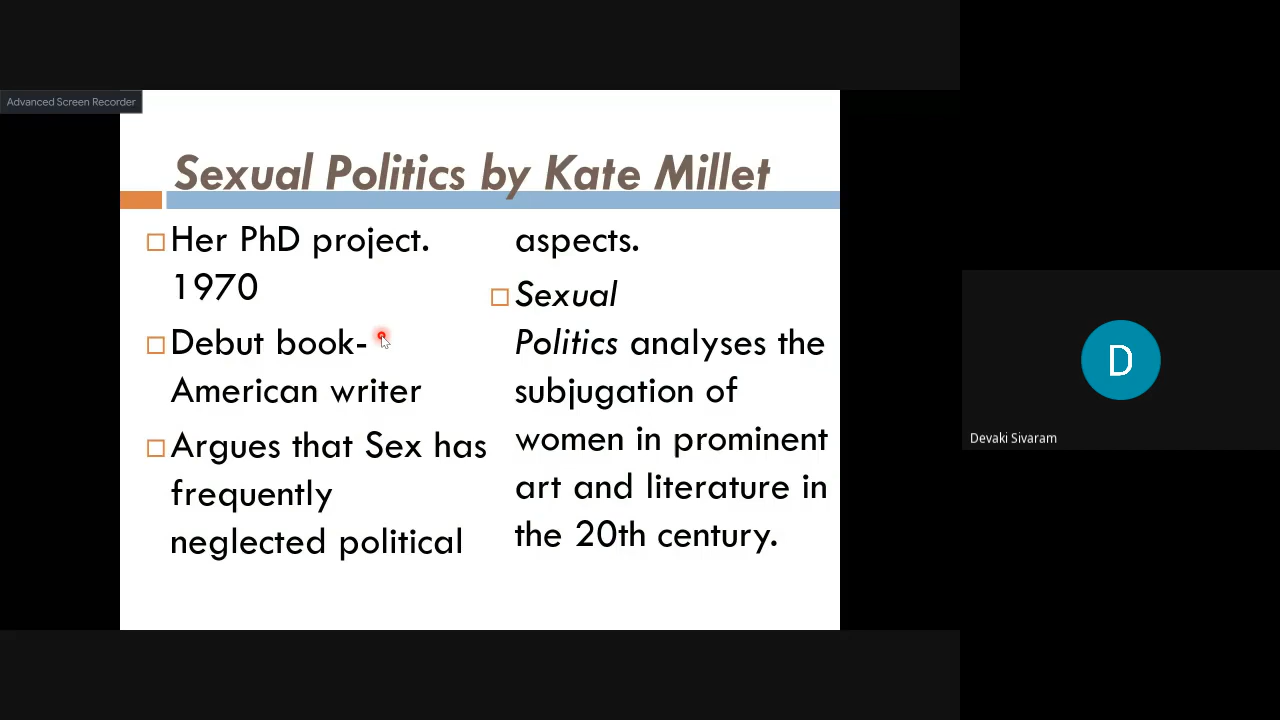 Advanced Screen Recorder
Sexual Politics by Kate Millet
Her PhD project.
1970
Debut book-
American writer
Argues that Sex has
frequently
neglected political
aspects.
Sexual
Politics analyses the
subjugation of
women in prominent
art and literature in
the 20th century.
D
Devaki Sivaram